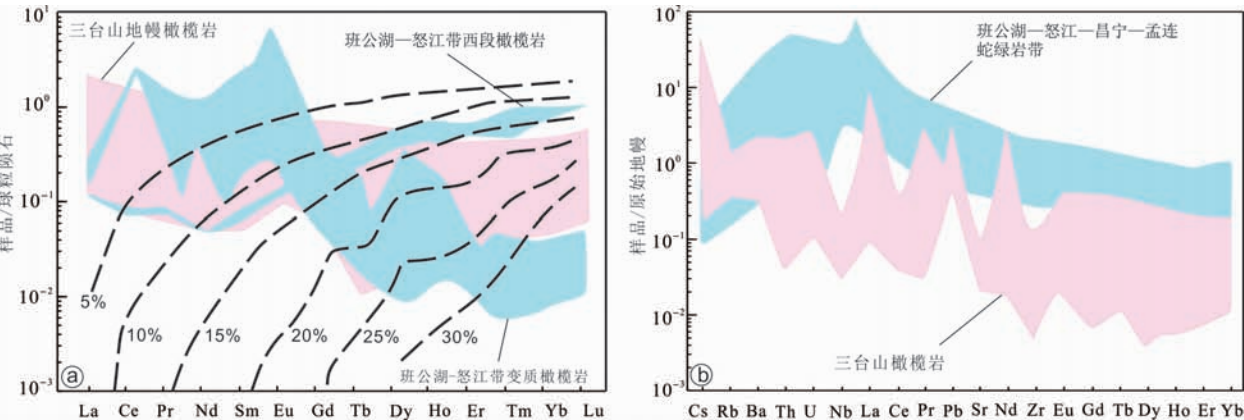 10¹
10⁰
10⁻¹
10⁻²
10⁻³
样品/球粒陨石
三台山地幔橄榄岩
班公湖—怒江带西段橄榄岩
5%
10%
15%
20%
25%
30%
班公湖-怒江带变质橄榄岩
ⓐ
La Ce Pr Nd Sm Eu Gd Tb Dy Ho Er Tm Yb Lu
10²
10¹
10⁰
10⁻¹
10⁻²
10⁻³
样品/原始地幔
班公湖—怒江—昌宁—孟连
蛇绿岩带
三台山橄榄岩
ⓑ
Cs Rb Ba Th U Nb La Ce Pr Pb Sr Nd Zr Eu Gd Tb Dy Ho Er Yb